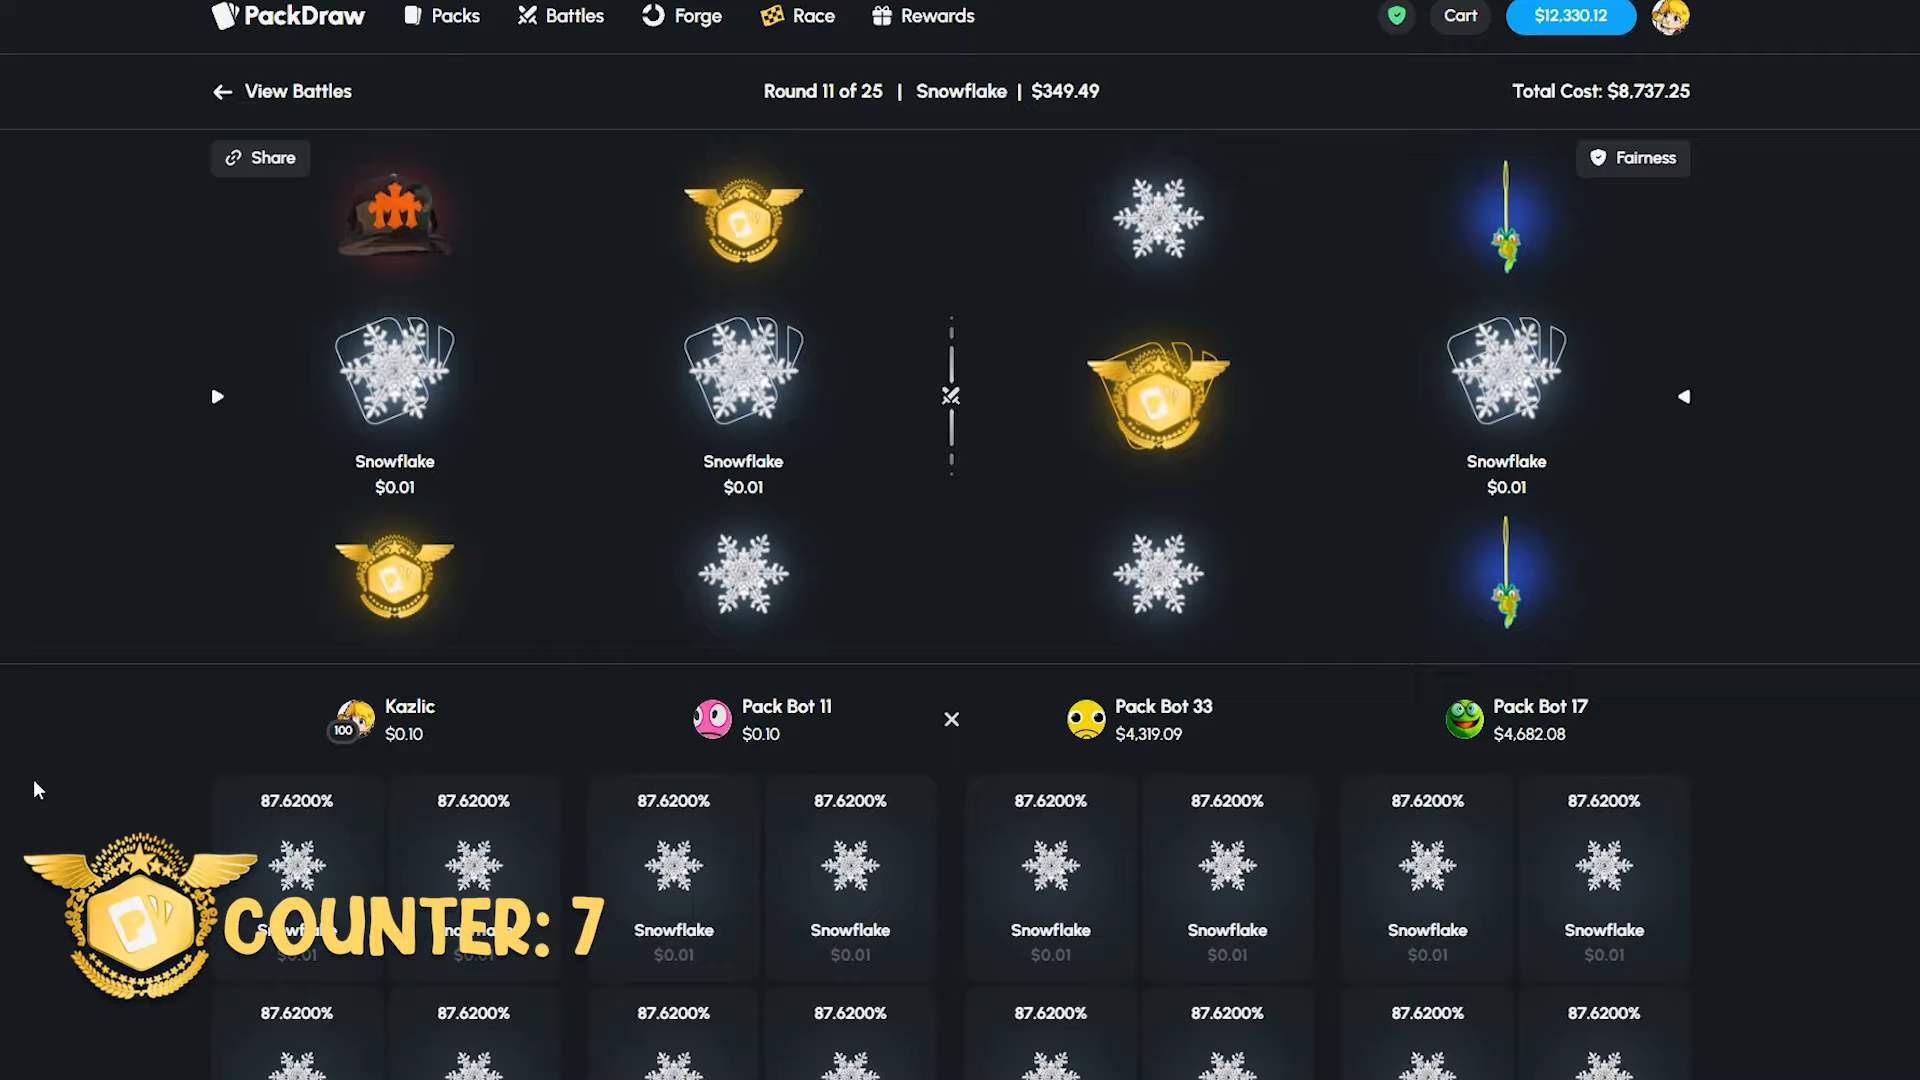 PackDraw
Packs
Battles
Forge
Race
Rewards
Cart
$12,330.12
View Battles
Round 11 of 25 | Snowflake | $349.49
Total Cost: $8,737.25
Share
Fairness
Snowflake
$0.01
Snowflake
$0.01
Snowflake
$0.01
100
Kazlic
$0.10
Pack Bot 11
$0.10
Pack Bot 33
$4,319.09
Pack Bot 17
$4,682.08
87.6200% 87.6200% 87.6200% 87.6200% 87.6200% 87.6200% 87.6200% 87.6200%
COUNTER: 7
Snowflake Snowflake Snowflake Snowflake Snowflake Snowflake
$0.01 $0.01 $0.01 $0.01 $0.01 $0.01
87.6200% 87.6200% 87.6200% 87.6200% 87.6200% 87.6200% 87.6200% 87.6200%